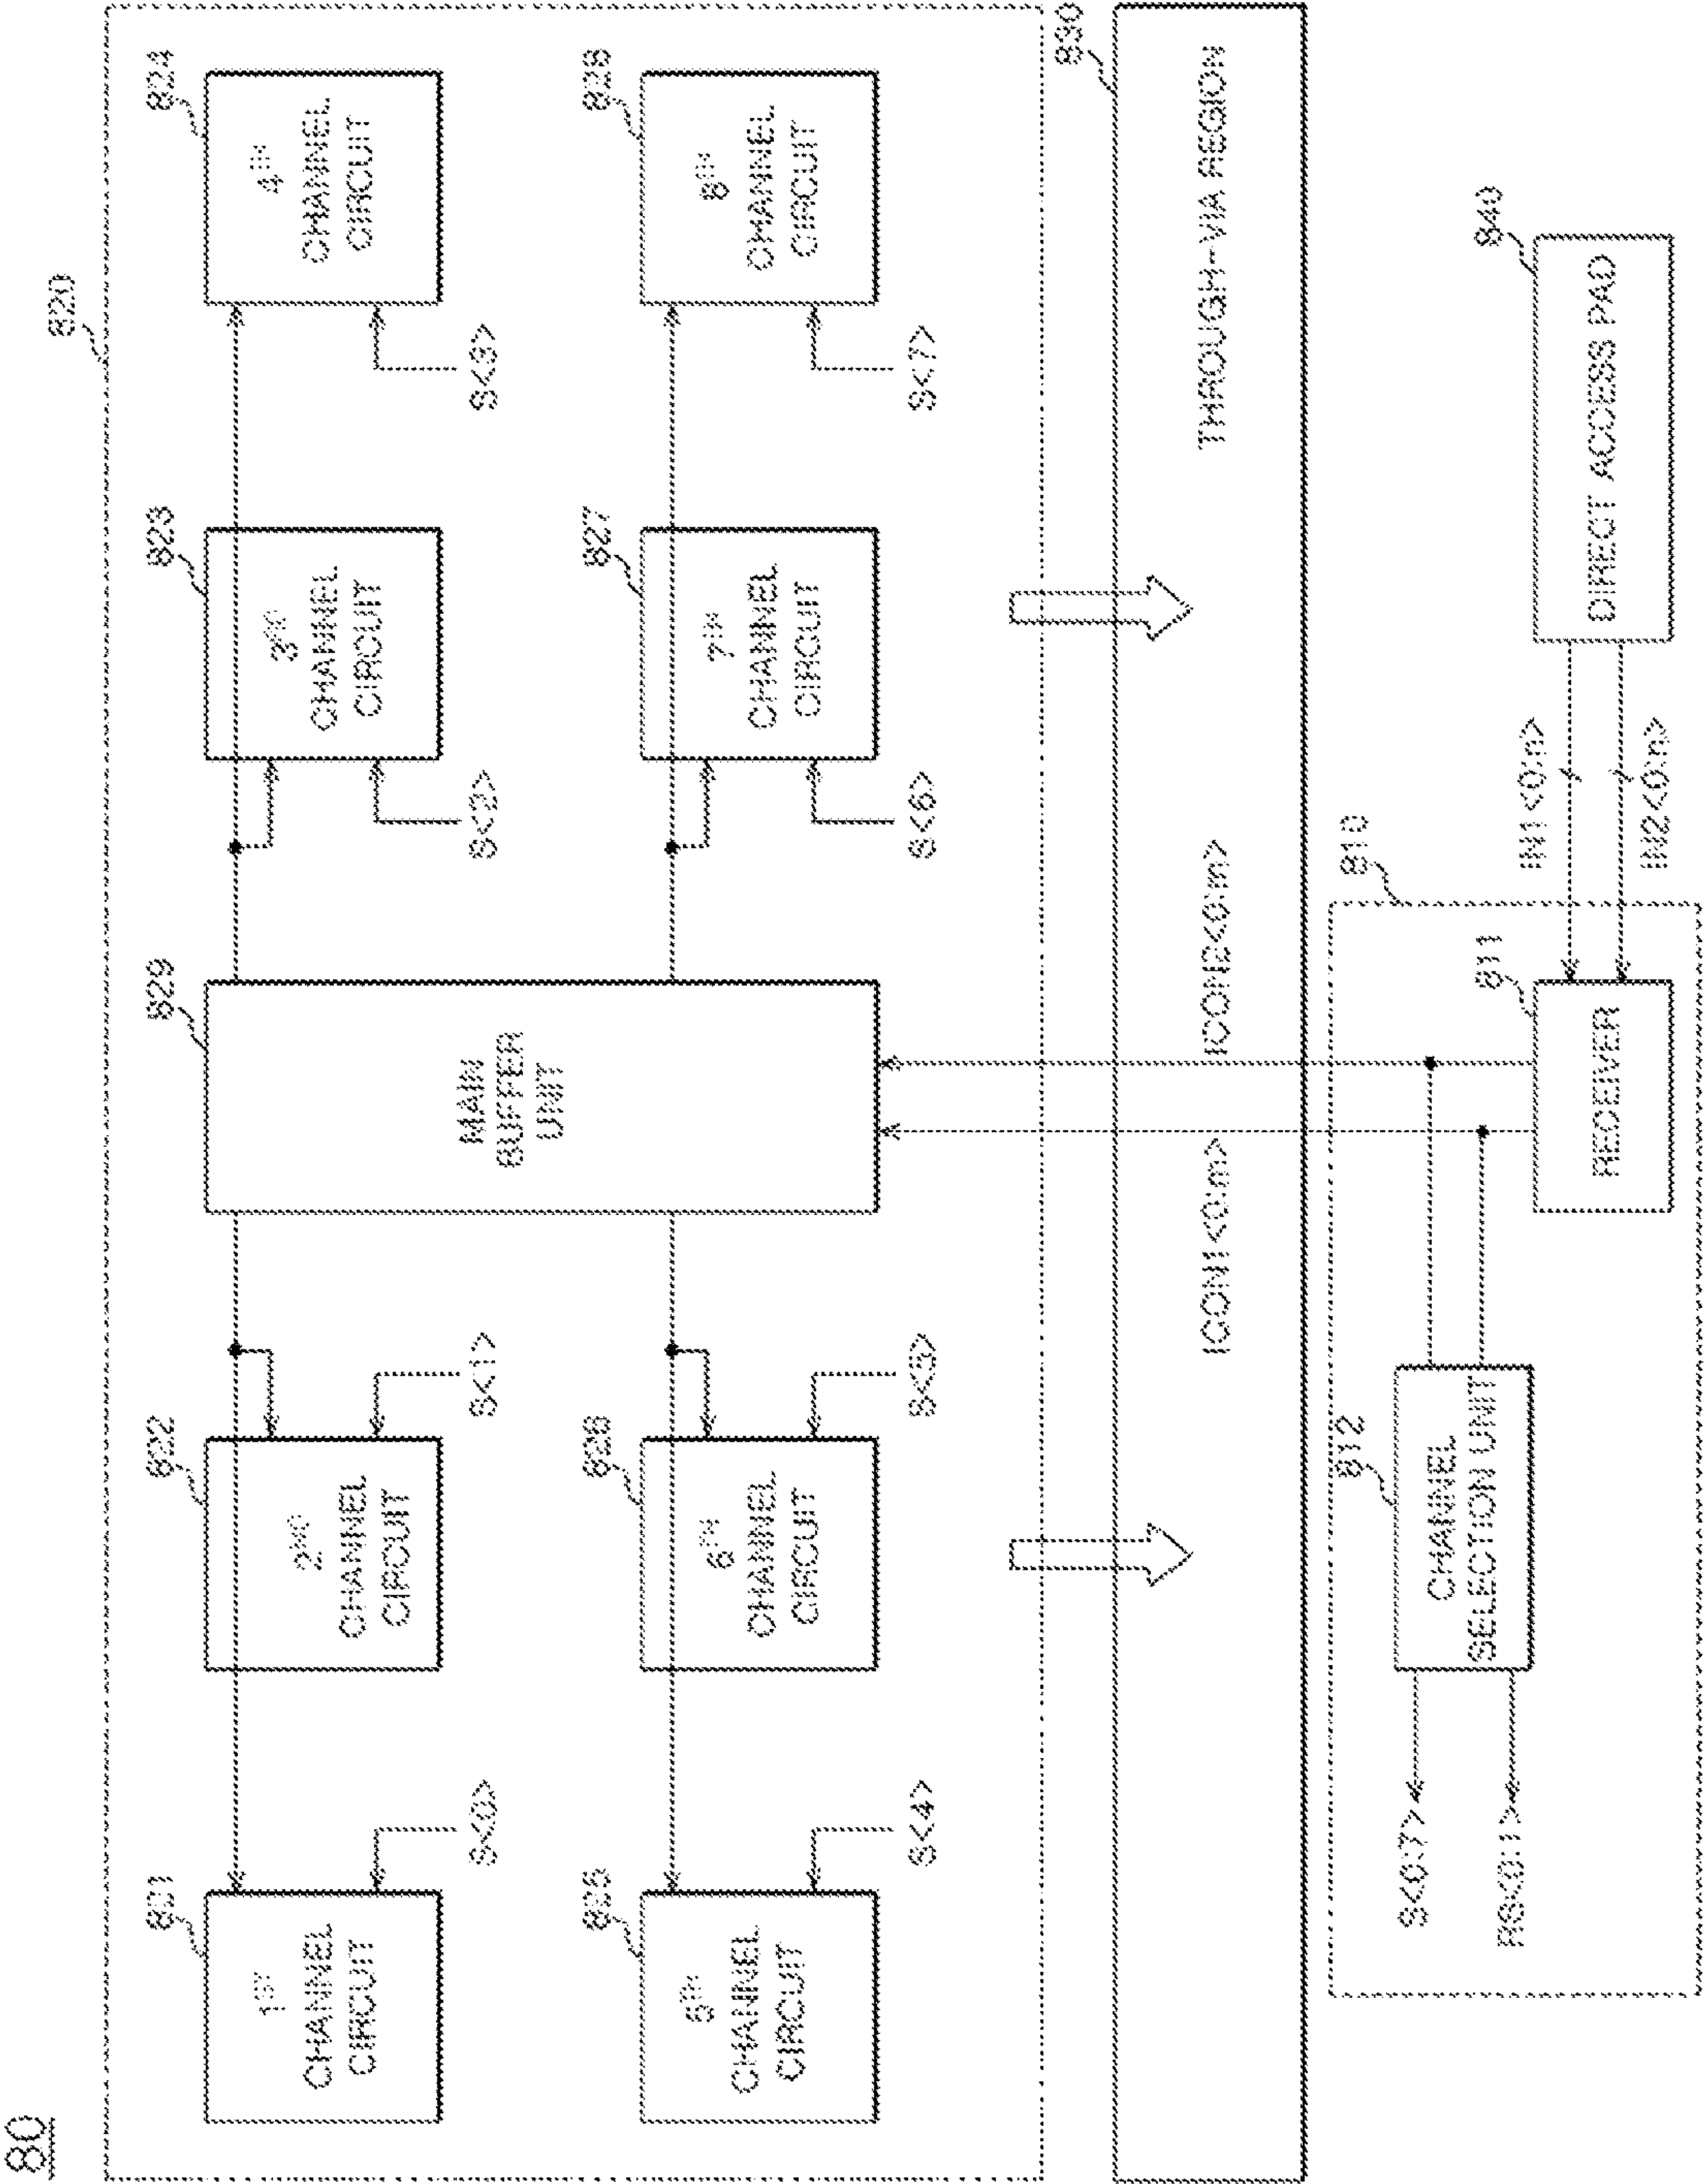 80
820
821
1ST
CHANNEL
CIRCUIT
822
2ND
CHANNEL
CIRCUIT
829
MAIN
BUFFER
UNIT
823
3RD
CHANNEL
CIRCUIT
824
4TH
CHANNEL
CIRCUIT
S<0>
S<1>
S<2>
S<3>
825
5TH
CHANNEL
CIRCUIT
826
6TH
CHANNEL
CIRCUIT
827
7TH
CHANNEL
CIRCUIT
828
8TH
CHANNEL
CIRCUIT
S<4>
S<5>
S<6>
S<7>
830
ICON1<0:m>
ICON2<0:m>
THROUGH-VIA REGION
810
812
CHANNEL
SELECTION UNIT
S<0:7>
RS<0:1>
811
RECEIVER
IN1<0:n>
IN2<0:n>
840
DIRECT ACCESS PAD